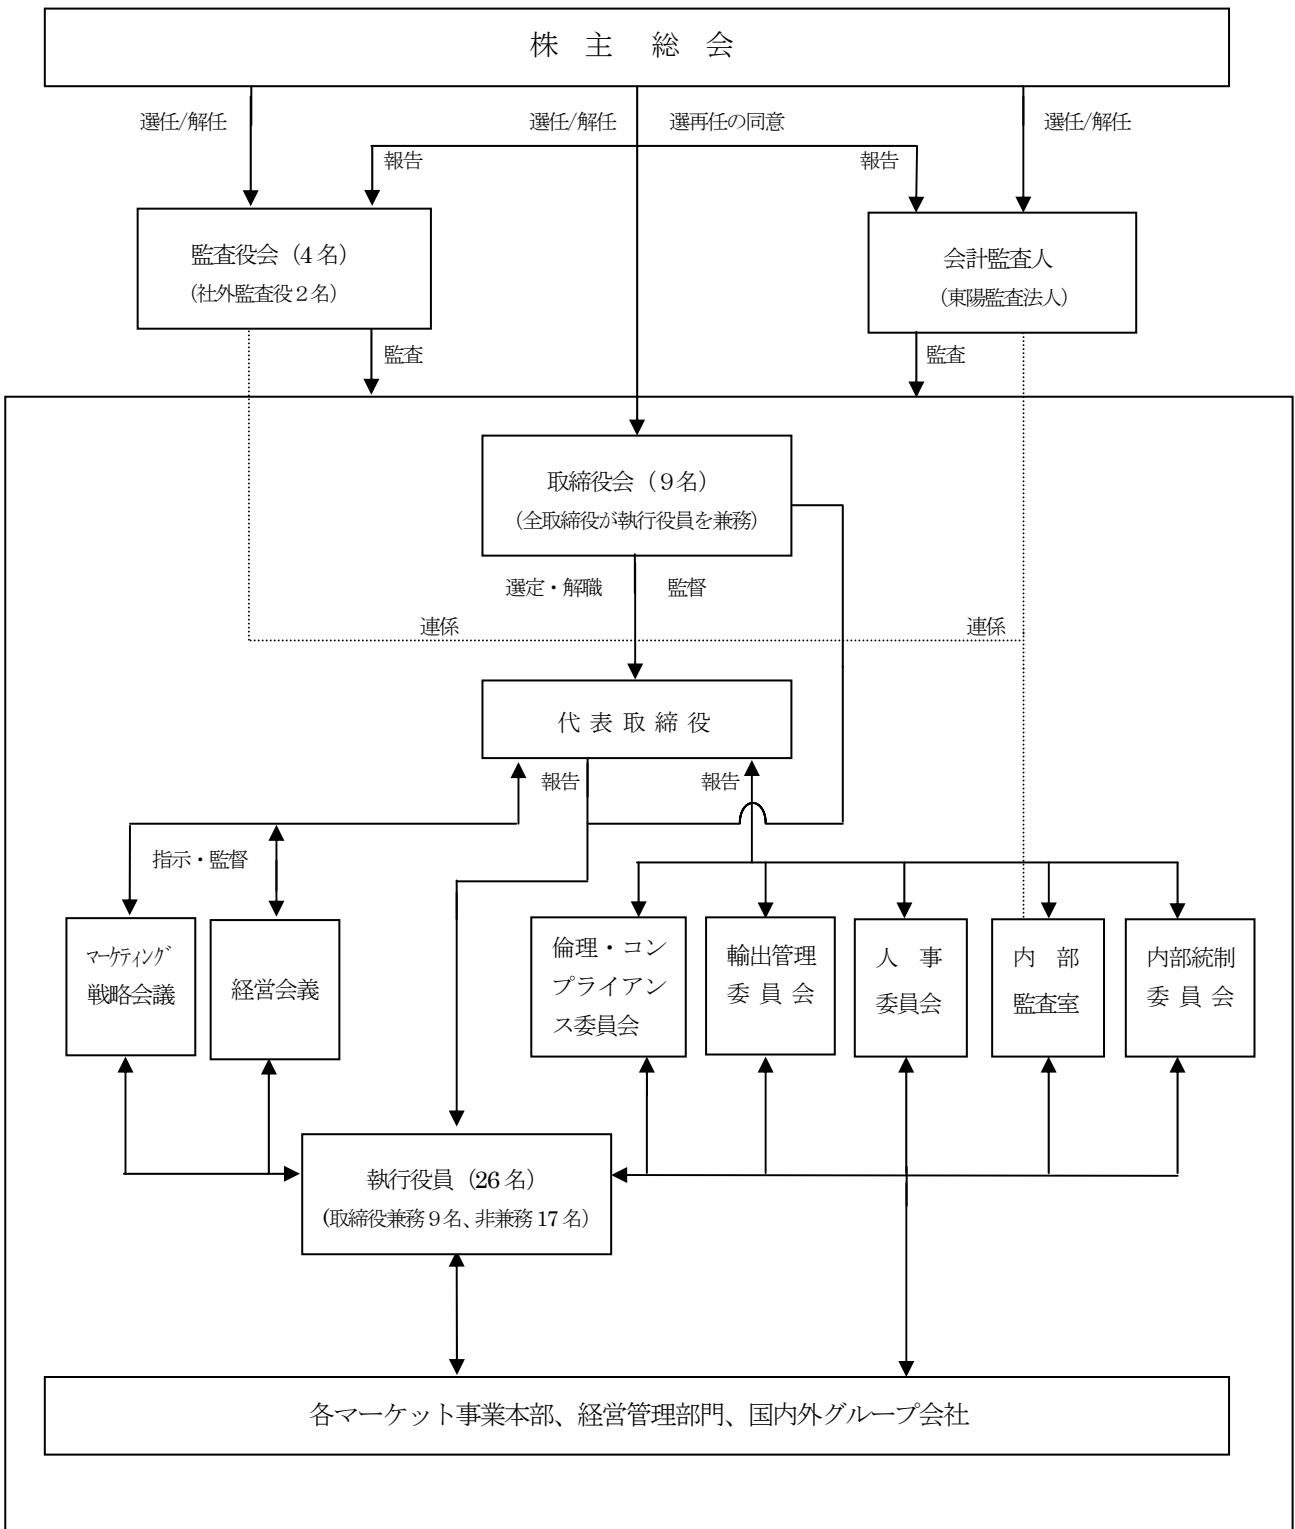 株 主 総 会
選任/解任
選任/解任
選再任の同意
選任/解任
報告
報告
監査役会（4名）
（社外監査役２名）
会計監査人
（東陽監査法人）
監査
監査
取締役会（９名）
（全取締役が執行役員を兼務）
選定・解職
監督
連係
連係
代 表 取 締 役
報告
報告
指示・監督
マーケティング
戦略会議
経営会議
倫理・コン
プライアン
ス委員会
輸出管理
委 員 会
人 事
委員会
内 部
監査室
内部統制
委 員 会
執行役員（26名）
（取締役兼務９名、非兼務17名）
各マーケット事業本部、経営管理部門、国内外グループ会社